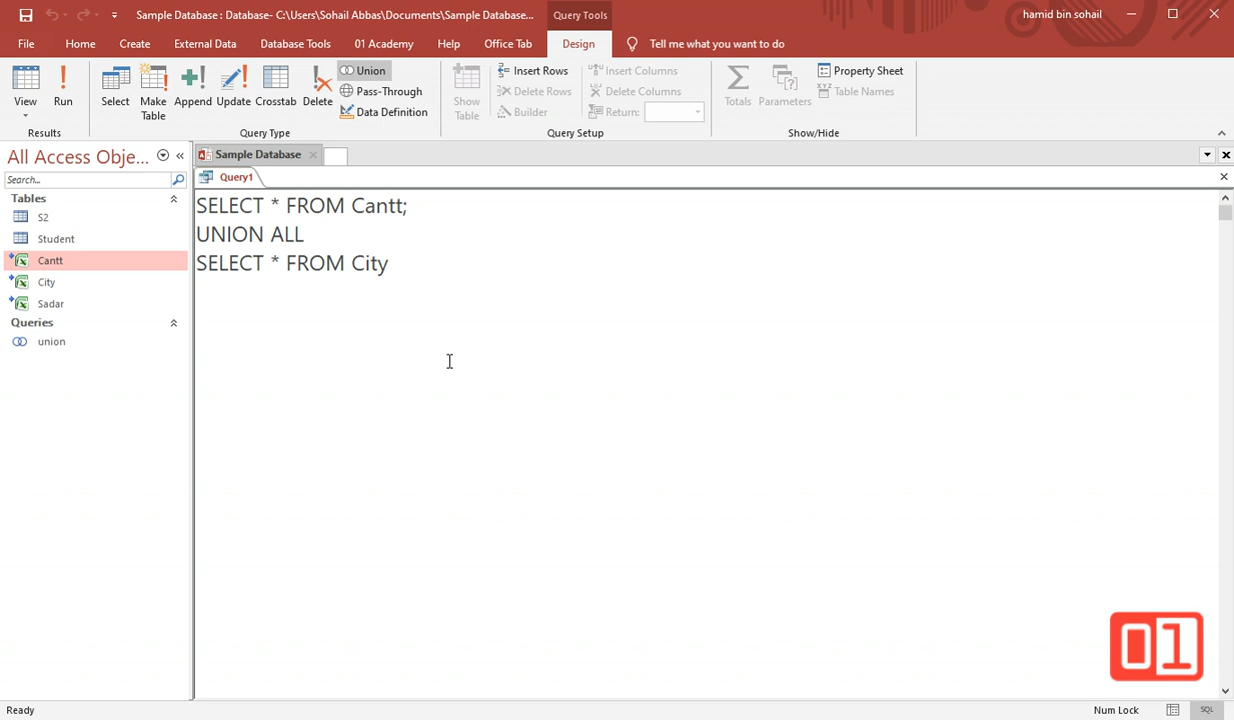 Sample Database : Database- C:\Users\Sohail Abbas\Documents\Sample Database...
Query Tools
hamid bin sohail
File
Home
Create
External Data
Database Tools
01 Academy
Help
Office Tab
Design
Tell me what you want to do
View
Run
Select
Make Table
Append
Update
Crosstab
Delete
Union
Pass-Through
Data Definition
Show Table
Insert Rows
Delete Rows
Builder
Insert Columns
Delete Columns
Return:
Totals
Parameters
Property Sheet
XYZ Table Names
Results
Query Type
Query Setup
Show/Hide
All Access Obje...
Sample Database
Search...
Query1
Tables
S2
Student
Cantt
City
Sadar
Queries
union
SELECT * FROM Cantt;
UNION ALL
SELECT * FROM City
01
Ready
Num Lock
SQL